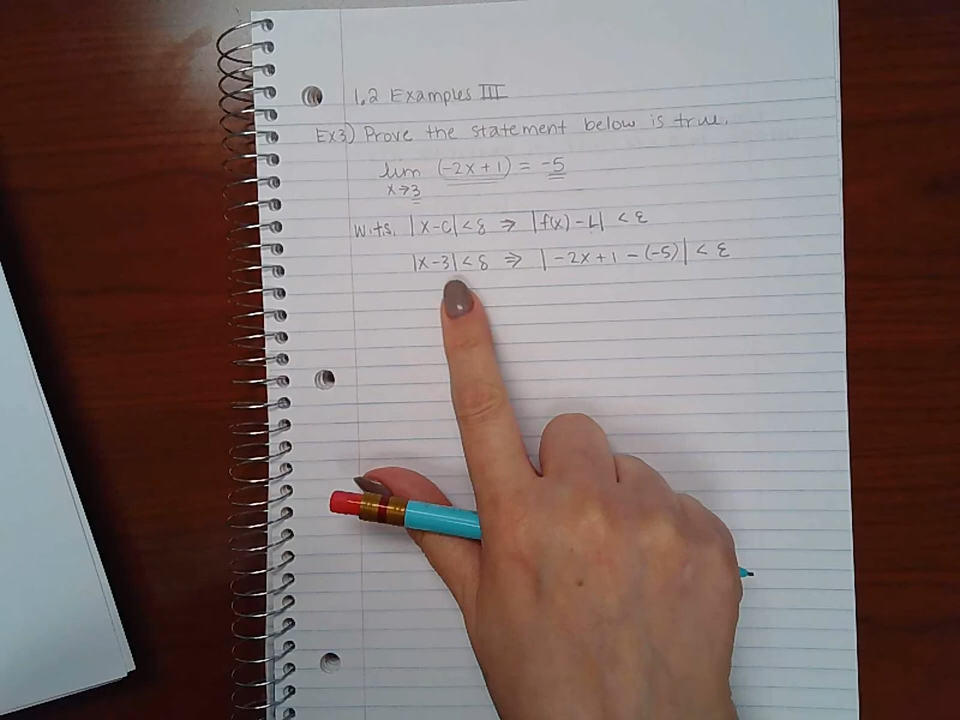 1.2 Examples III
Ex3) Prove the statement below is true.
lim (-2x + 1) = -5
x→3
w.t.s. |x-c| < δ ⇒ |f(x) - L| < ε
|x-3| < δ ⇒ |-2x + 1 - (-5)| < ε